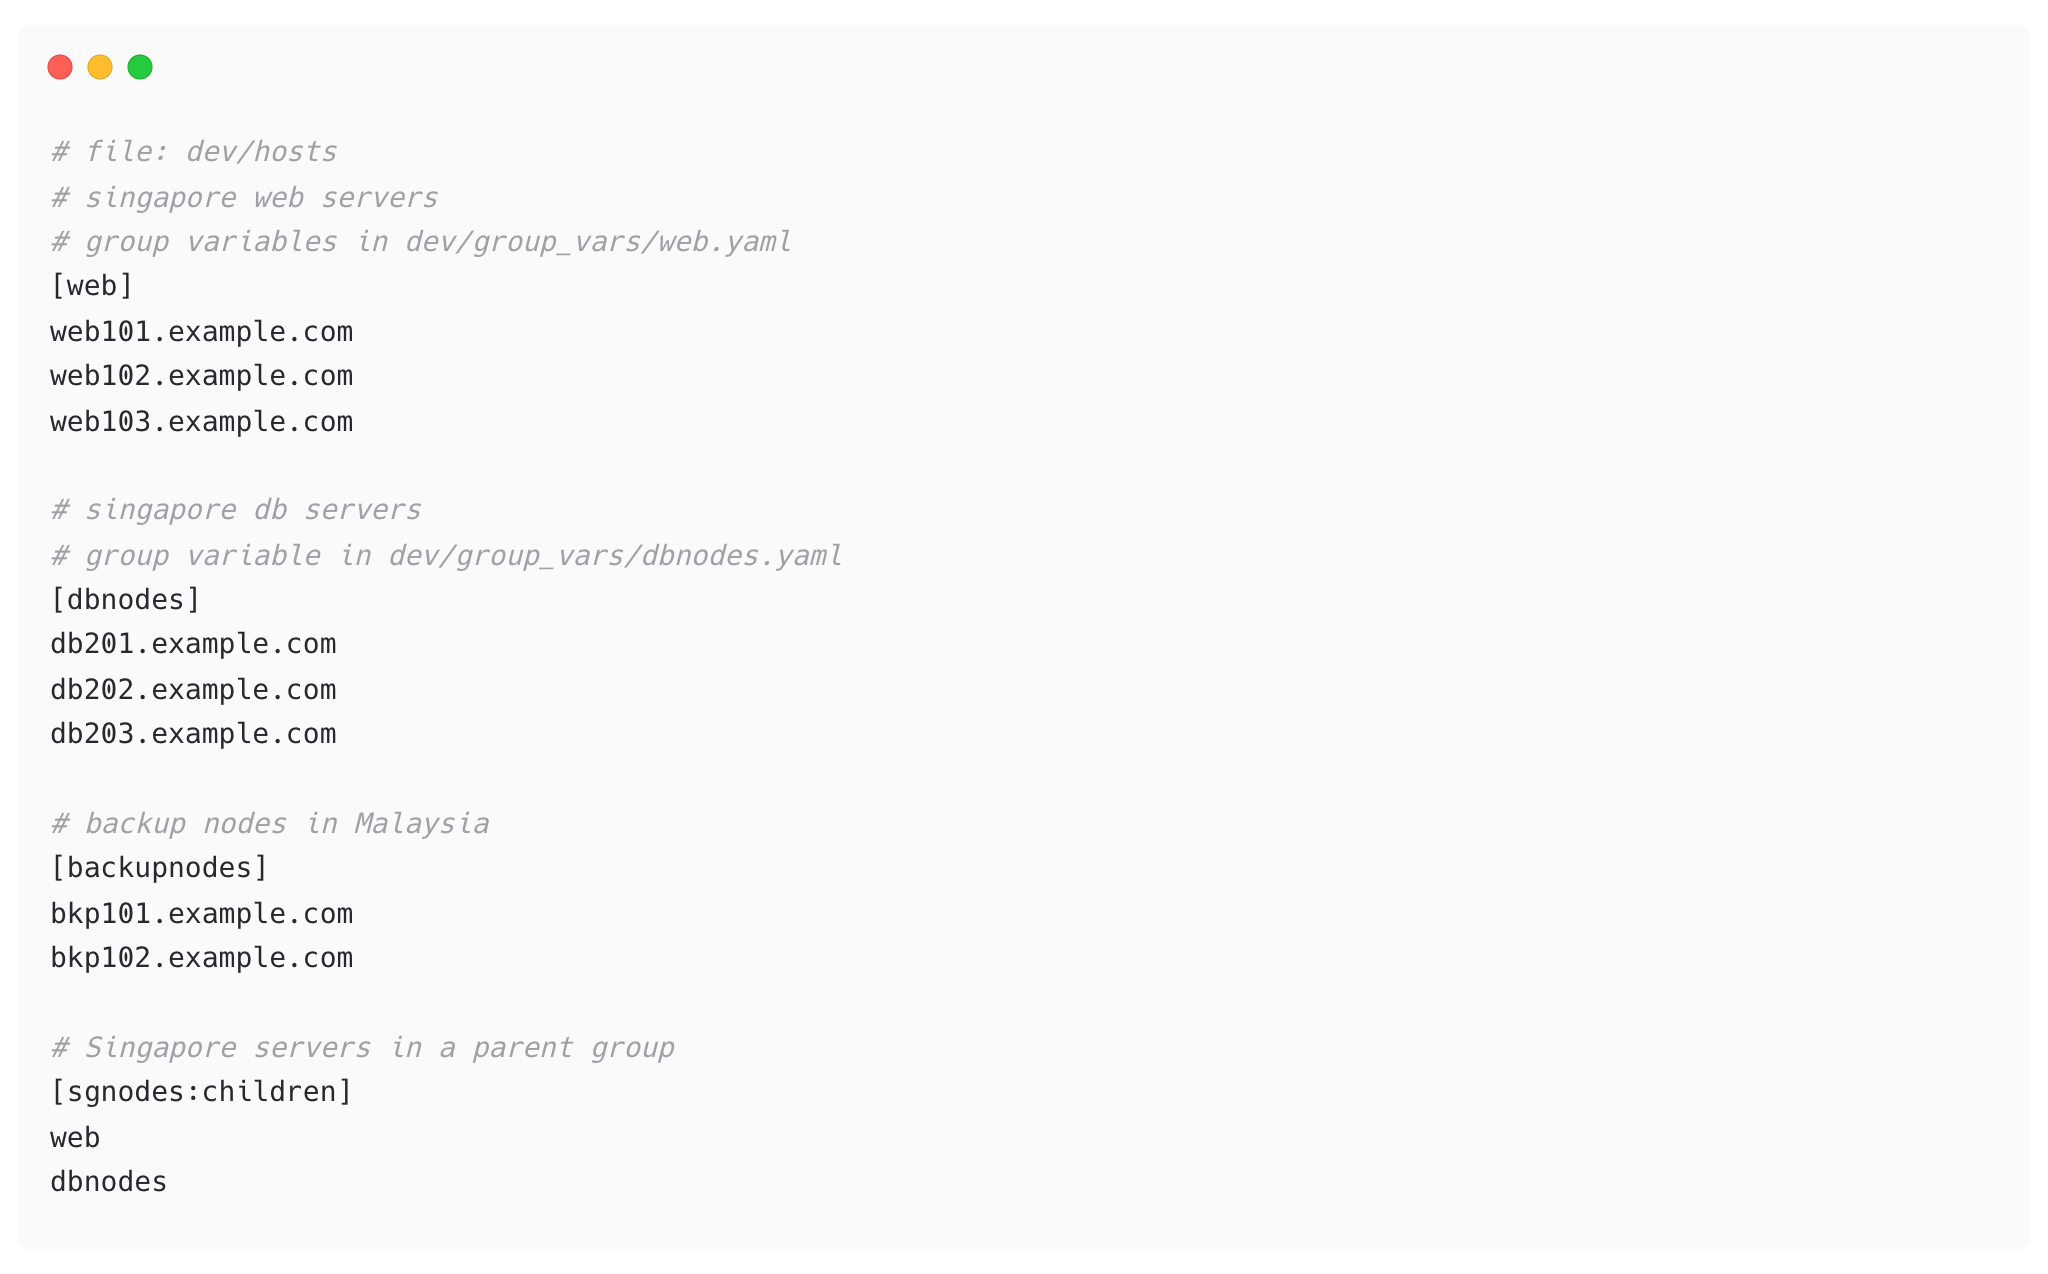 # file: dev/hosts
# singapore web servers
# group variables in dev/group_vars/web.yaml
[web]
web101.example.com
web102.example.com
web103.example.com
# singapore db servers
# group variable in dev/group_vars/dbnodes.yaml
[dbnodes]
db201.example.com
db202.example.com
db203.example.com
# backup nodes in Malaysia
[backupnodes]
bkp101.example.com
bkp102.example.com
# Singapore servers in a parent group
[sgnodes:children]
web
dbnodes